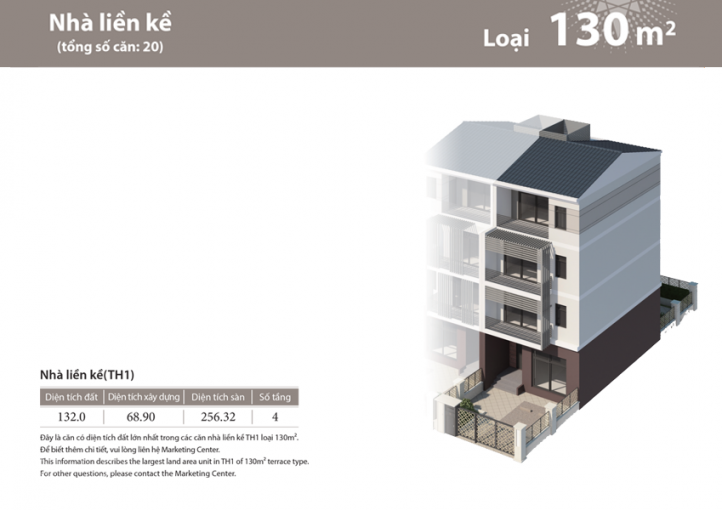 Nhà liền kề
(tổng số căn: 20)
Loại 130 m²
Nhà liền kề(TH1)
Diện tích đất Diện tích xây dựng Diện tích sàn Số tầng
132.0 68.90 256.32 4
Đây là căn có diện tích đất lớn nhất trong các căn nhà liền kề TH1 loại 130m².
Để biết thêm chi tiết, vui lòng liên hệ Marketing Center.
This information describes the largest land area unit in TH1 of 130m² terrace type.
For other questions, please contact the Marketing Center.